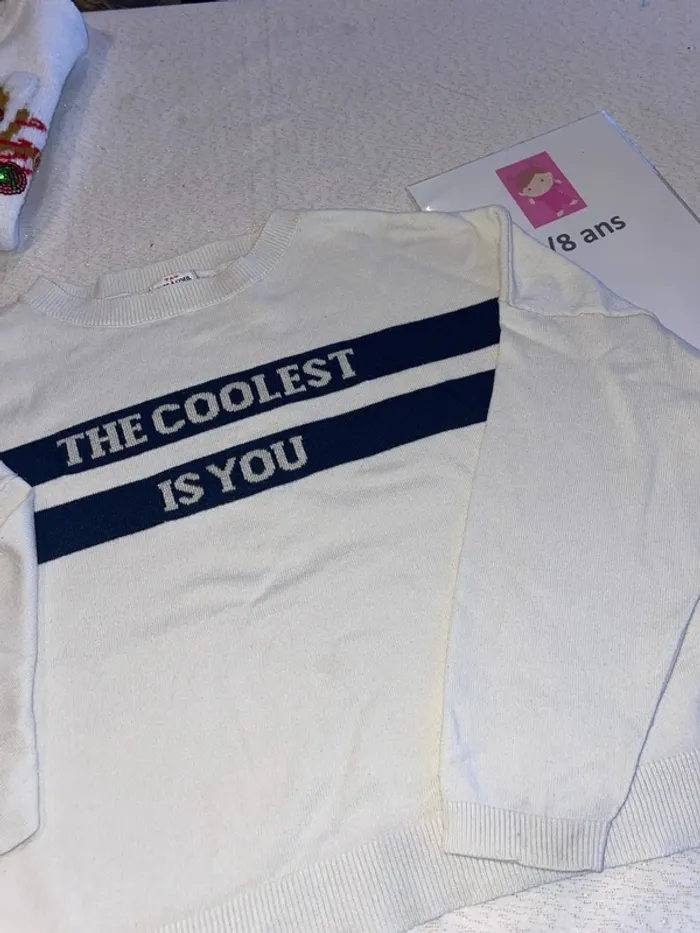 /8 ans
THE COOLEST
IS YOU